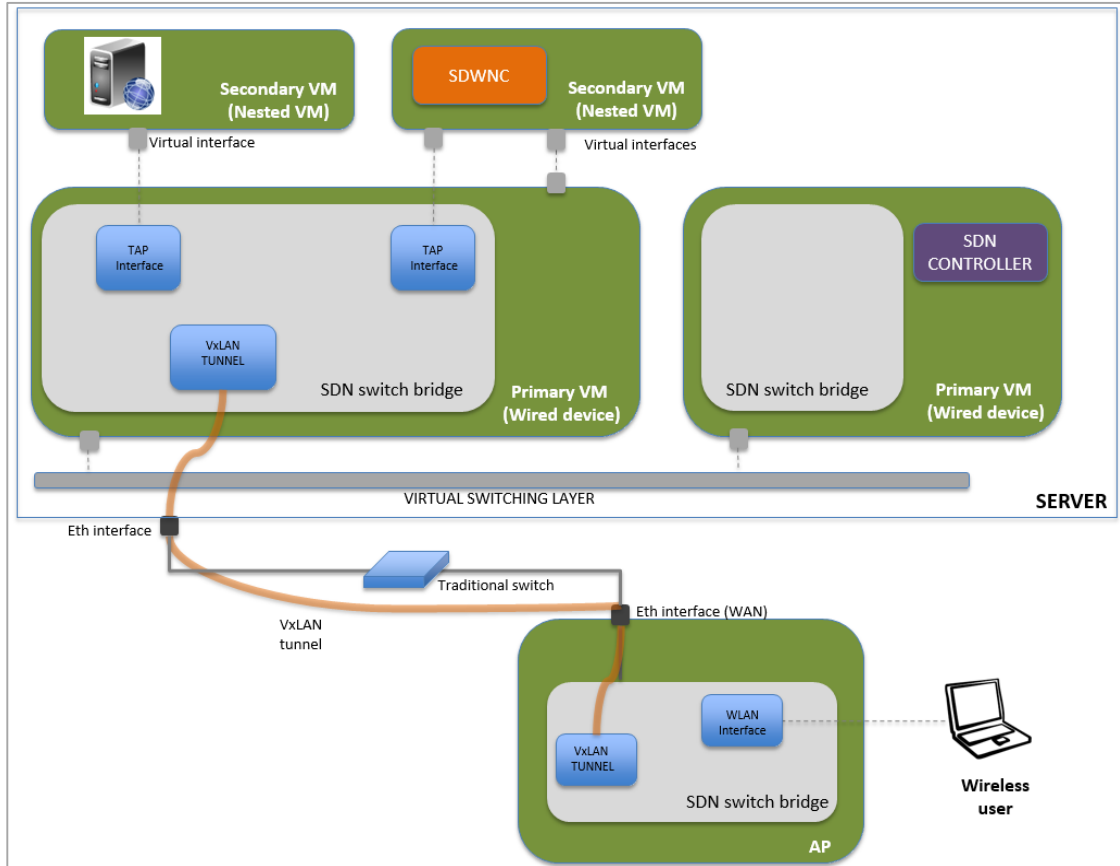 SDWNC
Secondary VM
(Nested VM)
Secondary VM
(Nested VM)
Virtual interface
Virtual interfaces
TAP
Interface
TAP
Interface
SDN
CONTROLLER
VxLAN
TUNNEL
SDN switch bridge
Primary VM
(Wired device)
SDN switch bridge
Primary VM
(Wired device)
VIRTUAL SWITCHING LAYER
SERVER
Eth interface
Traditional switch
Eth interface (WAN)
VxLAN
tunnel
WLAN
Interface
VxLAN
TUNNEL
SDN switch bridge
Wireless
user
AP